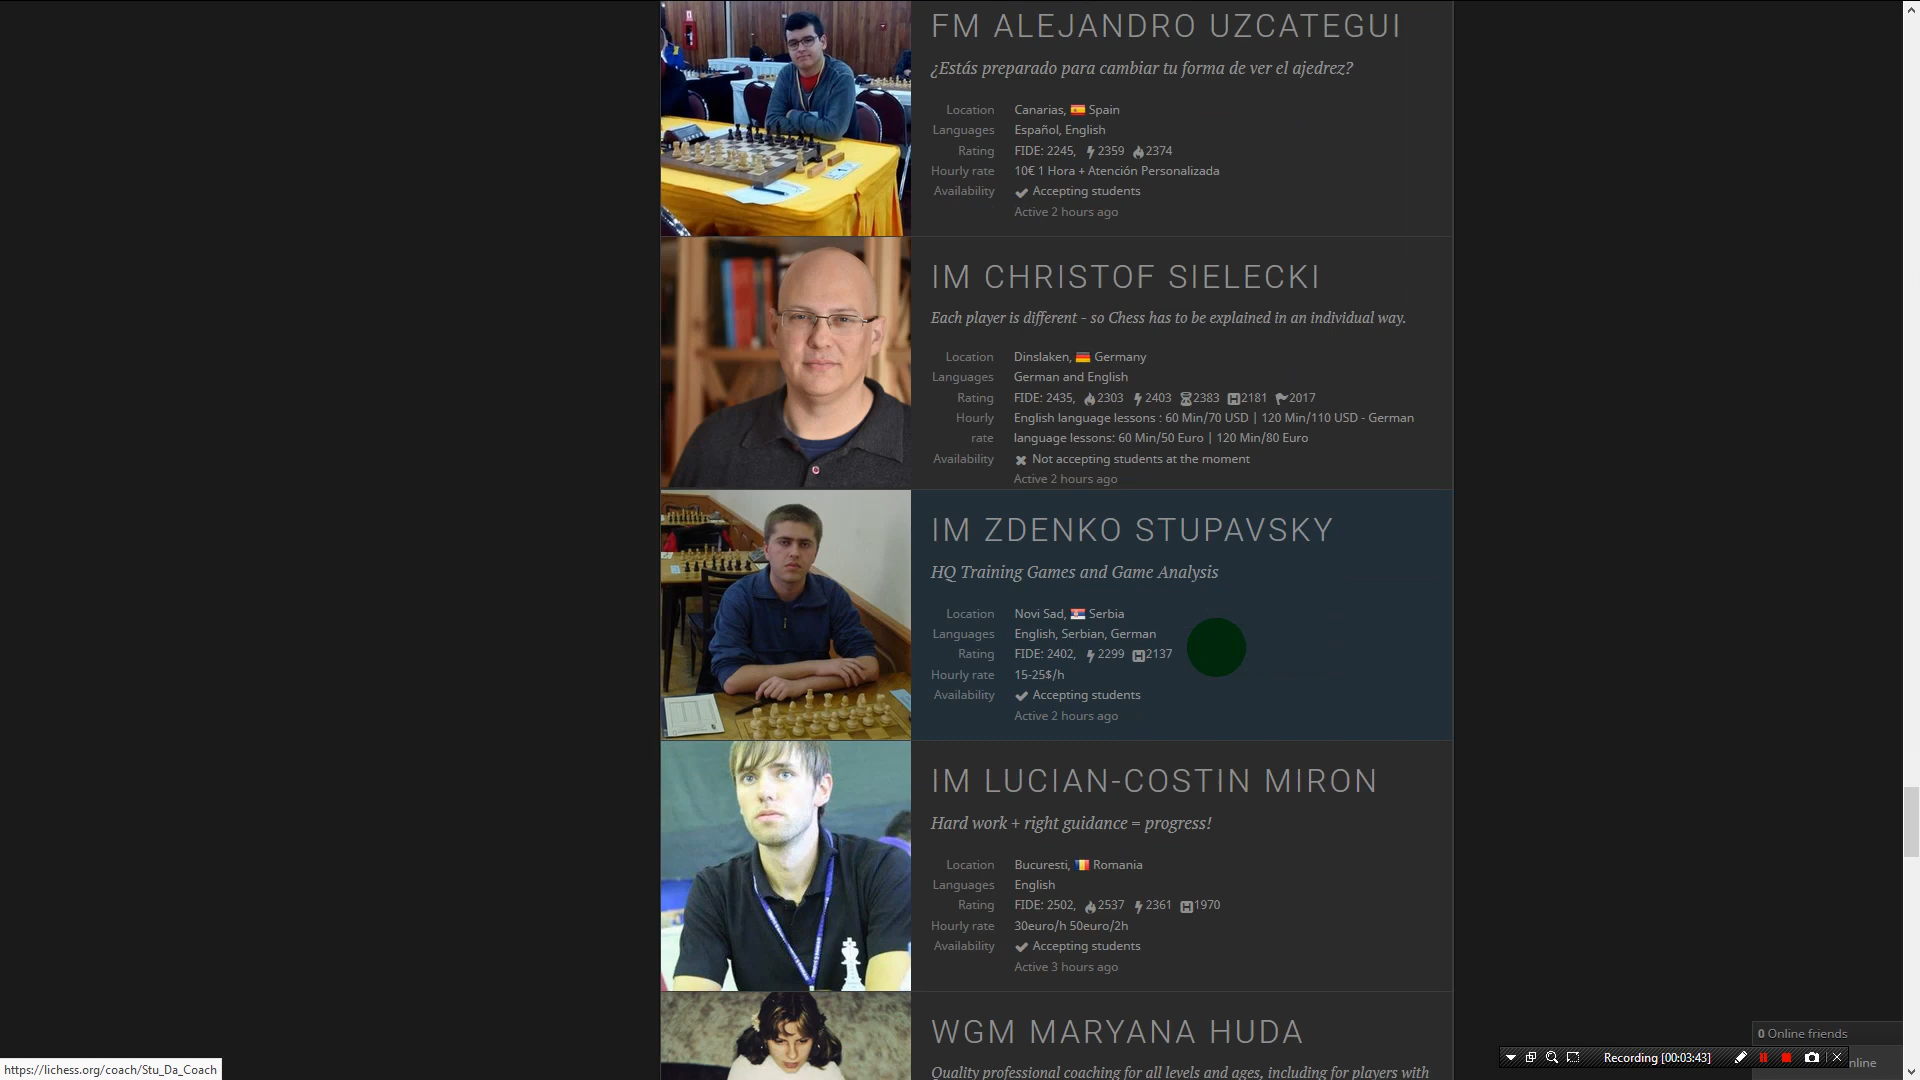 FM ALEJANDRO UZCATEGUI
¿Estás preparado para cambiar tu forma de ver el ajedrez?
Location Canarias, Spain
Languages Español, English
Rating FIDE: 2245, 2359 2374
Hourly rate 10€ 1 Hora + Atención Personalizada
Availability Accepting students
Active 2 hours ago
IM CHRISTOF SIELECKI
Each player is different - so Chess has to be explained in an individual way.
Location Dinslaken, Germany
Languages German and English
Rating FIDE: 2435, 2303 2403 2383 2181 2017
Hourly English language lessons : 60 Min/70 USD | 120 Min/110 USD - German
rate language lessons: 60 Min/50 Euro | 120 Min/80 Euro
Availability Not accepting students at the moment
Active 2 hours ago
IM ZDENKO STUPAVSKY
HQ Training Games and Game Analysis
Location Novi Sad, Serbia
Languages English, Serbian, German
Rating FIDE: 2402, 2299 2137
Hourly rate 15-25$/h
Availability Accepting students
Active 2 hours ago
IM LUCIAN-COSTIN MIRON
Hard work + right guidance = progress!
Location Bucuresti, Romania
Languages English
Rating FIDE: 2502, 2537 2361 1970
Hourly rate 30euro/h 50euro/2h
Availability Accepting students
Active 3 hours ago
WGM MARYANA HUDA
Quality professional coaching for all levels and ages, including for players with
0 Online friends
Recording [00:03:43]
nline
https://lichess.org/coach/Stu_Da_Coach